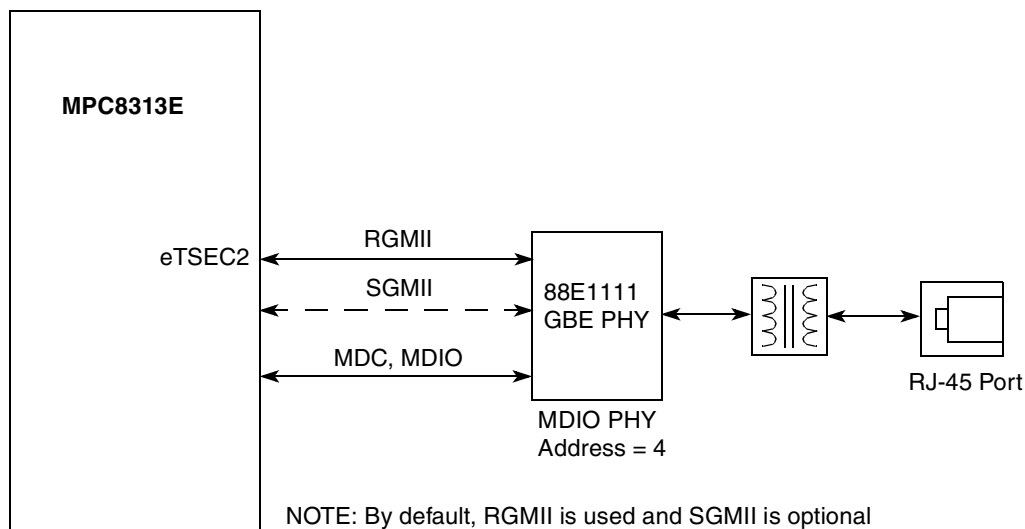 MPC8313E
eTSEC2
RGMII
SGMII
MDC, MDIO
88E1111
GBE PHY
MDIO PHY
Address = 4
RJ-45 Port
NOTE: By default, RGMII is used and SGMII is optional